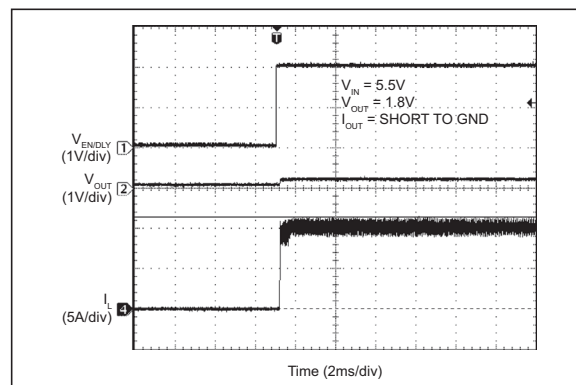 T
V_IN = 5.5V
V_OUT = 1.8V
I_OUT = SHORT TO GND
V_EN/DLY
(1V/div)
1
V_OUT
(1V/div)
2
I_L
(5A/div)
4
Time (2ms/div)